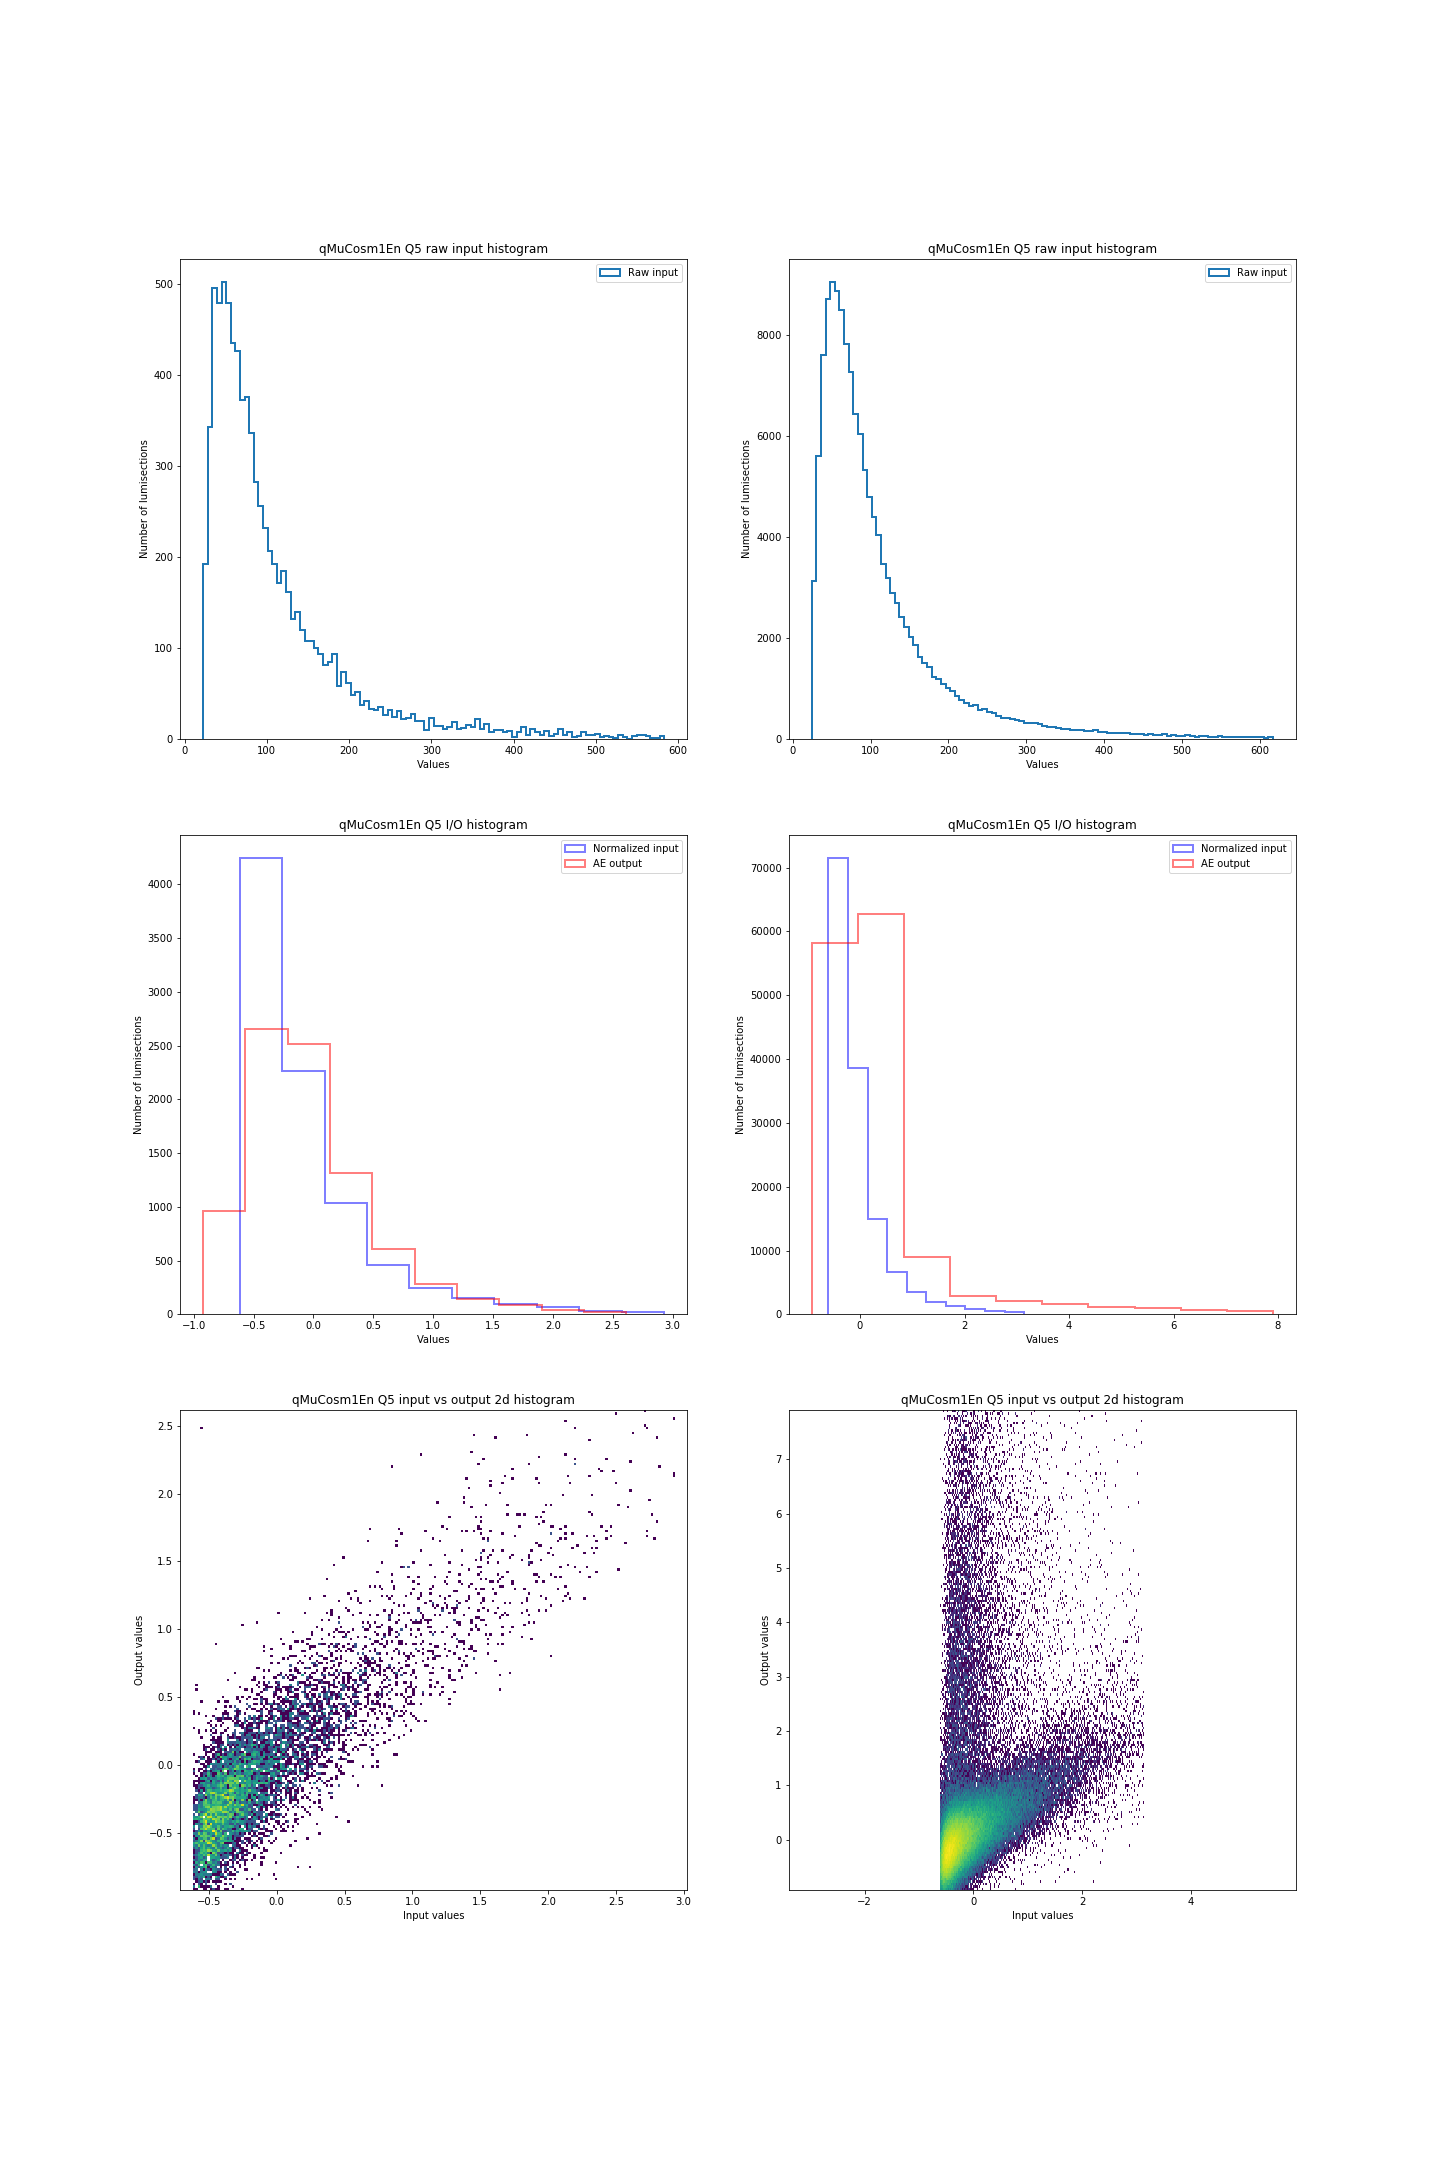 qMuCosm1En Q5 raw input histogram
Raw input
Number of lumisections
500
400
300
200
100
0
0 100 200 300 400 500 600
Values
qMuCosm1En Q5 raw input histogram
Raw input
Number of lumisections
8000
6000
4000
2000
0
0 100 200 300 400 500 600
Values
qMuCosm1En Q5 I/O histogram
Normalized input
AE output
Number of lumisections
4000
3500
3000
2500
2000
1500
1000
500
0
−1.0 −0.5 0.0 0.5 1.0 1.5 2.0 2.5 3.0
Values
qMuCosm1En Q5 I/O histogram
Normalized input
AE output
Number of lumisections
70000
60000
50000
40000
30000
20000
10000
0
0 2 4 6 8
Values
qMuCosm1En Q5 input vs output 2d histogram
Output values
2.5
2.0
1.5
1.0
0.5
0.0
−0.5
−0.5 0.0 0.5 1.0 1.5 2.0 2.5 3.0
Input values
qMuCosm1En Q5 input vs output 2d histogram
Output values
7
6
5
4
3
2
1
0
−2 0 2 4
Input values